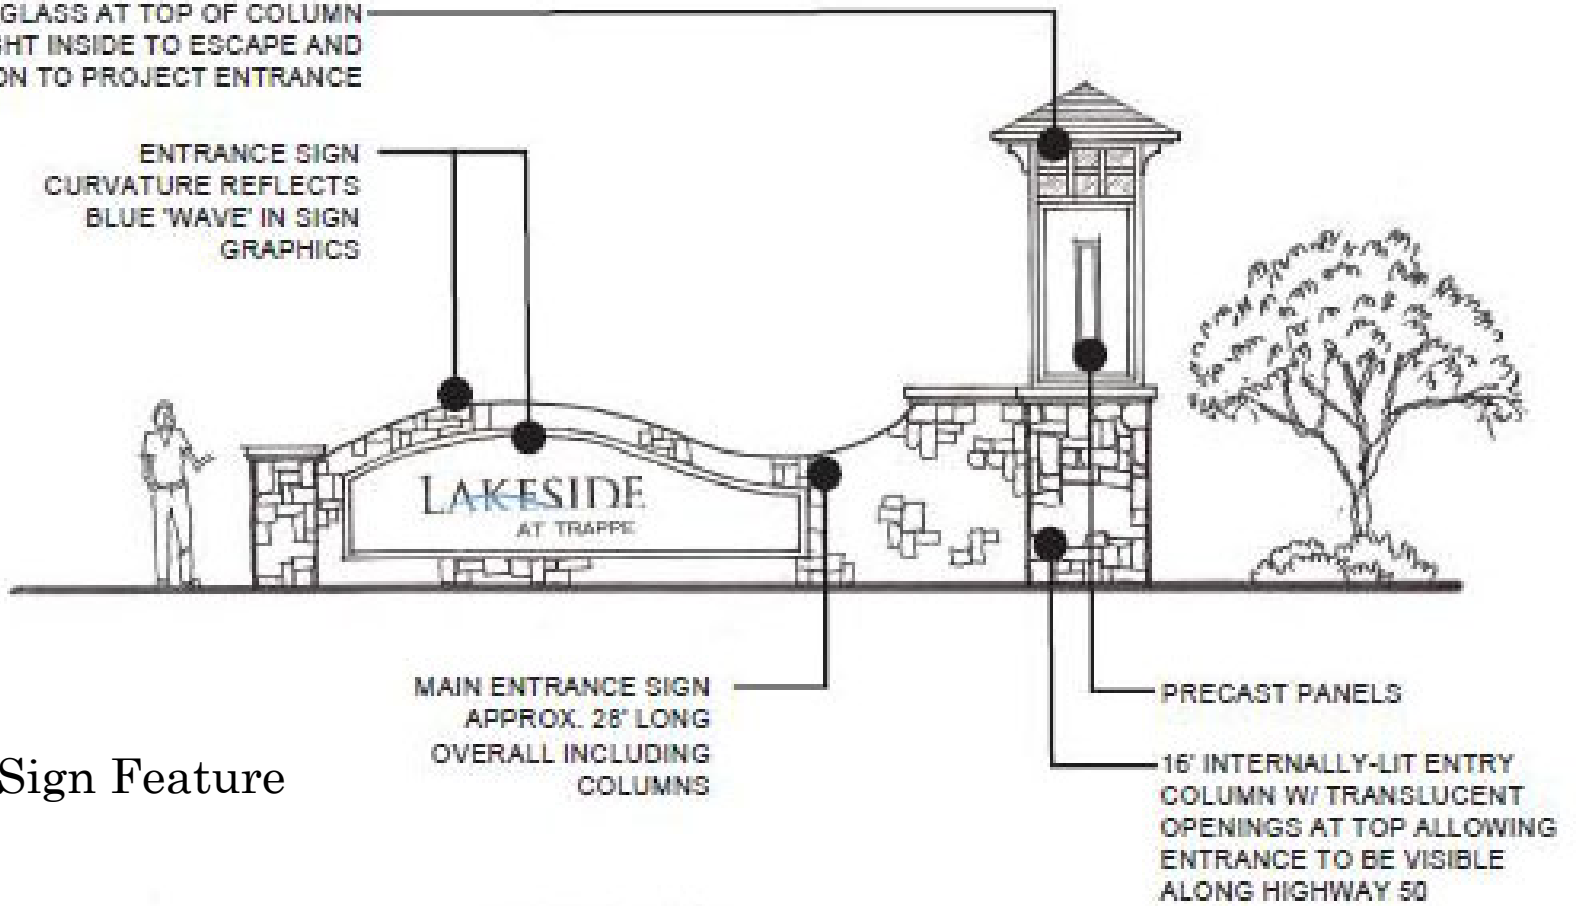 GLASS AT TOP OF COLUMN
HT INSIDE TO ESCAPE AND
ON TO PROJECT ENTRANCE
ENTRANCE SIGN
CURVATURE REFLECTS
BLUE 'WAVE' IN SIGN
GRAPHICS
LAKESIDE
AT TRAPPE
MAIN ENTRANCE SIGN
APPROX. 28' LONG
OVERALL INCLUDING
COLUMNS
PRECAST PANELS
16' INTERNALLY-LIT ENTRY
COLUMN W/ TRANSLUCENT
OPENINGS AT TOP ALLOWING
ENTRANCE TO BE VISIBLE
ALONG HIGHWAY 50
Sign Feature